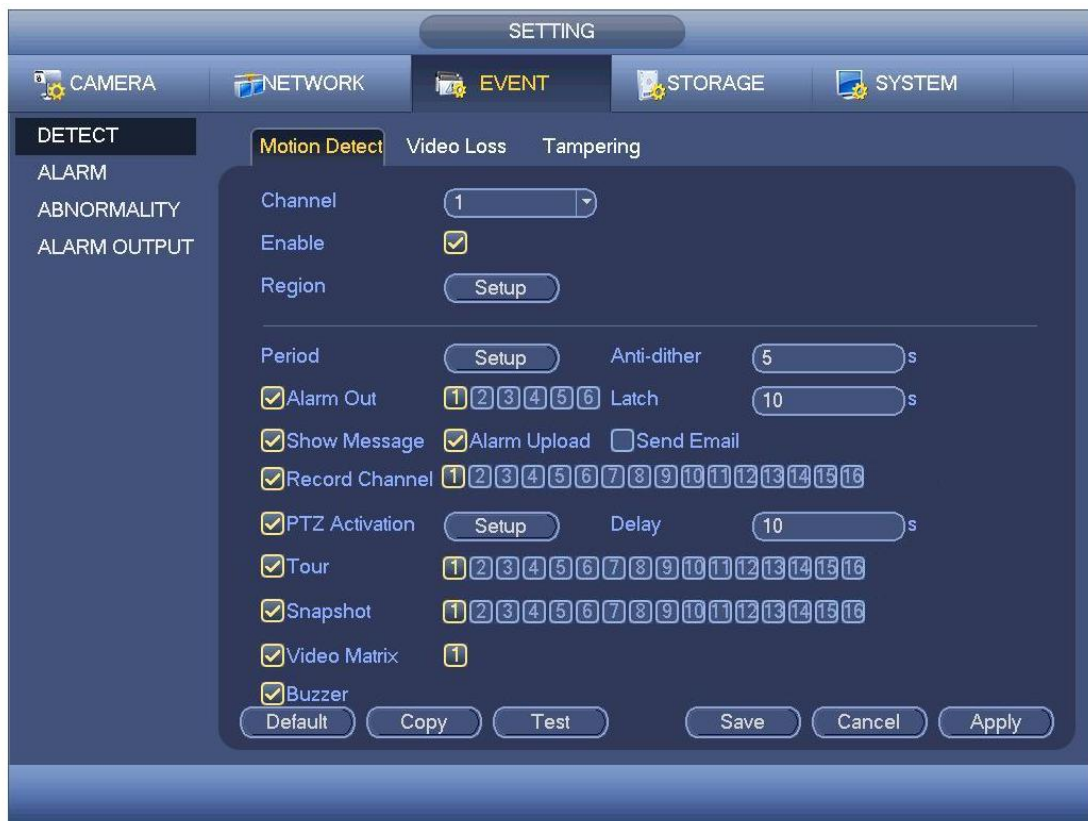 SETTING
CAMERA NETWORK EVENT STORAGE SYSTEM
DETECT
ALARM
ABNORMALITY
ALARM OUTPUT
Motion Detect Video Loss Tampering
Channel 1
Enable
Region Setup
Period Setup Anti-dither 5 s
Alarm Out 1 2 3 4 5 6 Latch 10 s
Show Message Alarm Upload Send Email
Record Channel 1 2 3 4 5 6 7 8 9 10 11 12 13 14 15 16
PTZ Activation Setup Delay 10 s
Tour 1 2 3 4 5 6 7 8 9 10 11 12 13 14 15 16
Snapshot 1 2 3 4 5 6 7 8 9 10 11 12 13 14 15 16
Video Matrix 1
Buzzer
Default Copy Test Save Cancel Apply